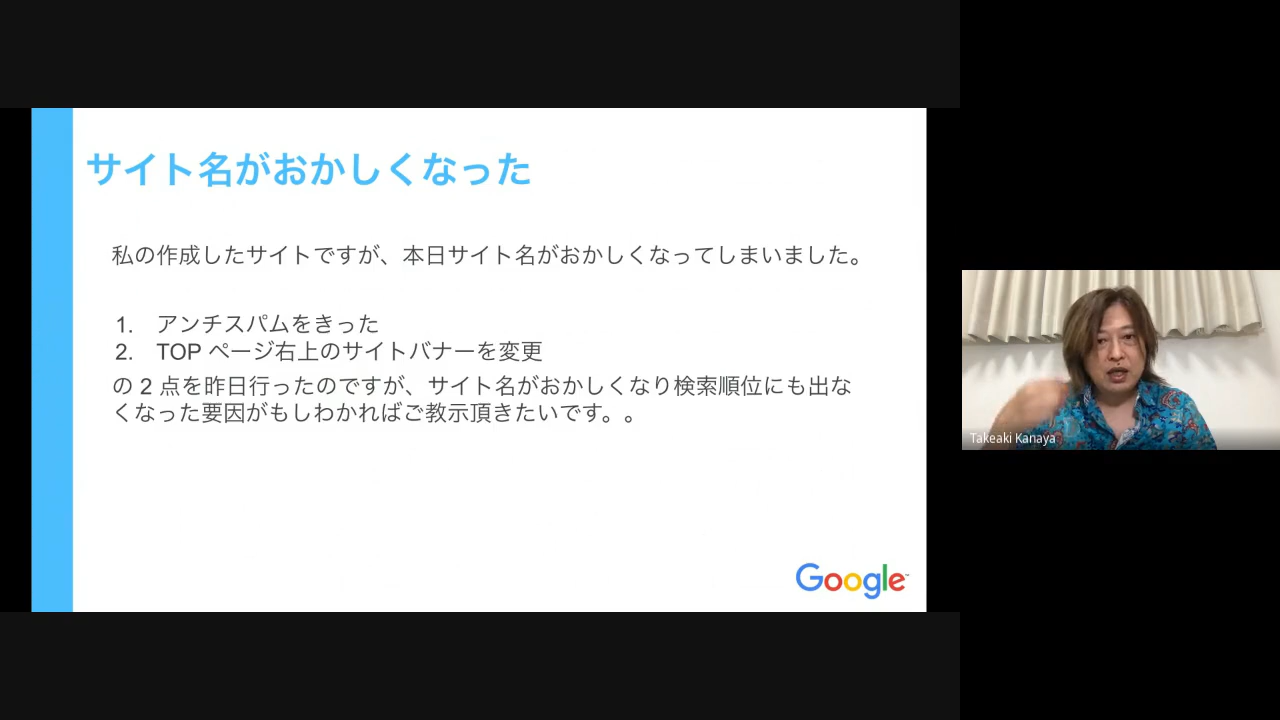 サイト名がおかしくなった
私の作成したサイトですが、本日サイト名がおかしくなってしまいました。
1. アンチスパムをきった
2. TOP ページ右上のサイトバナーを変更
の 2 点を昨日行ったのですが、サイト名がおかしくなり検索順位にも出な
くなった要因がもしわかればご教示頂きたいです。。
Google
Takeaki Kanaya